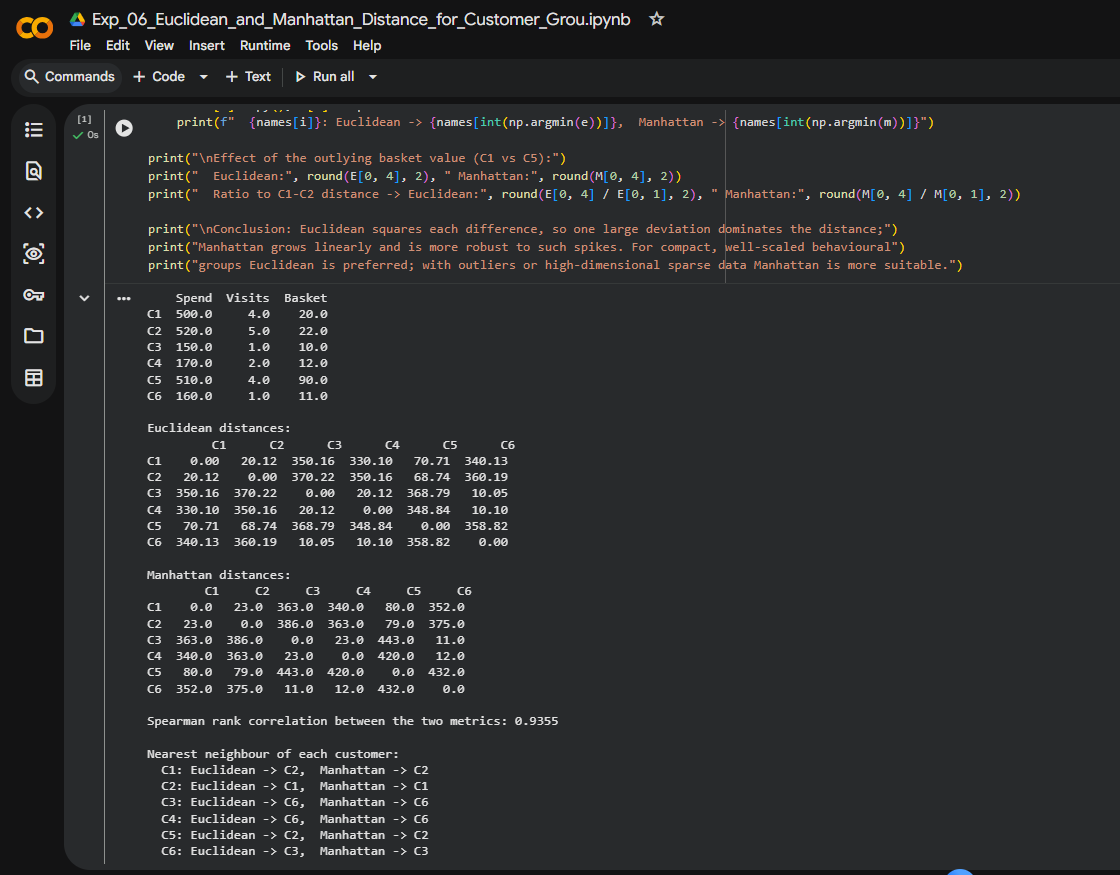 Exp_06_Euclidean_and_Manhattan_Distance_for_Customer_Grou.ipynb
File Edit View Insert Runtime Tools Help
Commands + Code + Text Run all
[1]
0s
print(f"  {names[i]}: Euclidean -> {names[int(np.argmin(e))]},  Manhattan -> {names[int(np.argmin(m))]}")
print("\nEffect of the outlying basket value (C1 vs C5):")
print("  Euclidean:", round(E[0, 4], 2), " Manhattan:", round(M[0, 4], 2))
print("  Ratio to C1-C2 distance -> Euclidean:", round(E[0, 4] / E[0, 1], 2), " Manhattan:", round(M[0, 4] / M[0, 1], 2))
print("\nConclusion: Euclidean squares each difference, so one large deviation dominates the distance;")
print("Manhattan grows linearly and is more robust to such spikes. For compact, well-scaled behavioural")
print("groups Euclidean is preferred; with outliers or high-dimensional sparse data Manhattan is more suitable.")
    Spend  Visits  Basket
C1  500.0     4.0    20.0
C2  520.0     5.0    22.0
C3  150.0     1.0    10.0
C4  170.0     2.0    12.0
C5  510.0     4.0    90.0
C6  160.0     1.0    11.0
Euclidean distances:
         C1      C2      C3      C4      C5      C6
C1     0.00   20.12  350.16  330.10   70.71  340.13
C2    20.12    0.00  370.22  350.16   68.74  360.19
C3   350.16  370.22    0.00   20.12  368.79   10.05
C4   330.10  350.16   20.12    0.00  348.84   10.10
C5    70.71   68.74  368.79  348.84    0.00  358.82
C6   340.13  360.19   10.05   10.10  358.82    0.00
Manhattan distances:
        C1     C2     C3     C4     C5     C6
C1     0.0   23.0  363.0  340.0   80.0  352.0
C2    23.0    0.0  386.0  363.0   79.0  375.0
C3   363.0  386.0    0.0   23.0  443.0   11.0
C4   340.0  363.0   23.0    0.0  420.0   12.0
C5    80.0   79.0  443.0  420.0    0.0  432.0
C6   352.0  375.0   11.0   12.0  432.0    0.0
Spearman rank correlation between the two metrics: 0.9355
Nearest neighbour of each customer:
  C1: Euclidean -> C2,  Manhattan -> C2
  C2: Euclidean -> C1,  Manhattan -> C1
  C3: Euclidean -> C6,  Manhattan -> C6
  C4: Euclidean -> C6,  Manhattan -> C6
  C5: Euclidean -> C2,  Manhattan -> C2
  C6: Euclidean -> C3,  Manhattan -> C3